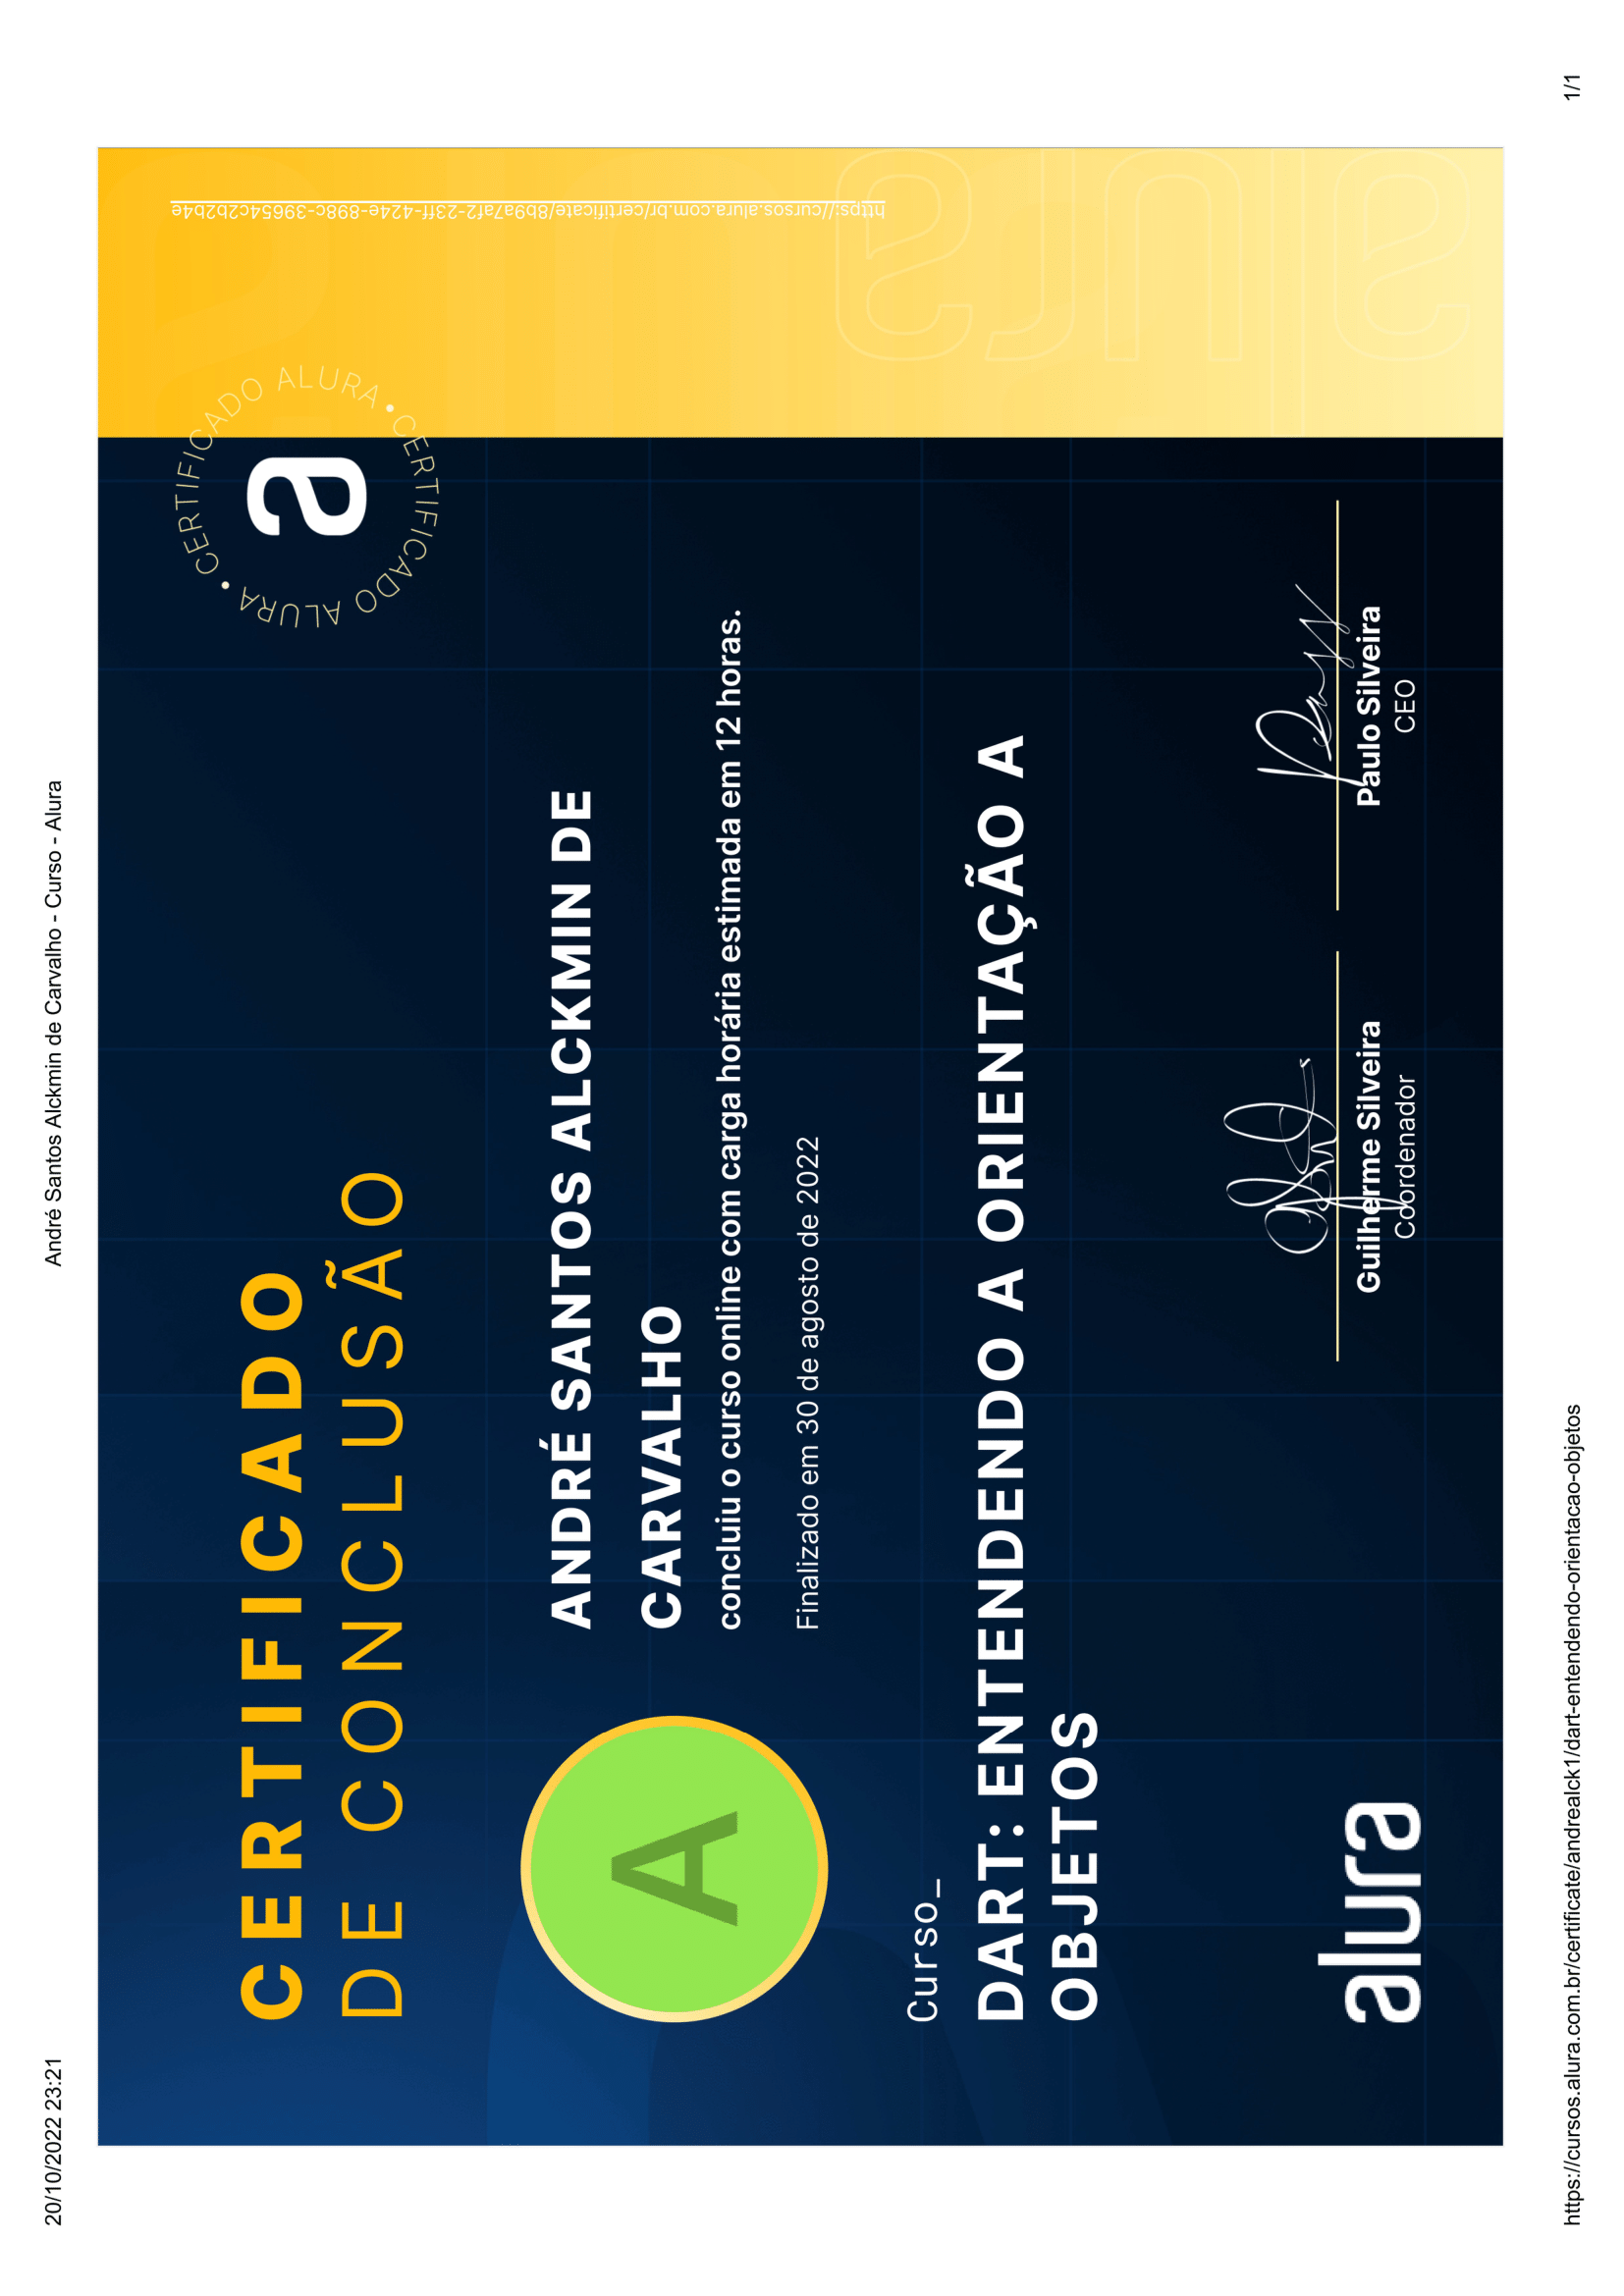 20/10/2022 23:21
André Santos Alckmin de Carvalho - Curso - Alura
CERTIFICADO
DE CONCLUSÃO
CERTIFICADO ALURA • CERTIFICADO ALURA •
a
https://cursos.alura.com.br/certificate/8b9a7af2-23ff-424e-898c-39654c2b2b4e
A
ANDRÉ SANTOS ALCKMIN DE
CARVALHO
concluiu o curso online com carga horária estimada em 12 horas.
Finalizado em 30 de agosto de 2022
Curso_
DART: ENTENDENDO A ORIENTAÇÃO A
OBJETOS
alura
Guilherme Silveira
Coordenador
Paulo Silveira
CEO
alura
https://cursos.alura.com.br/certificate/andrealck1/dart-entendendo-orientacao-objetos
1/1